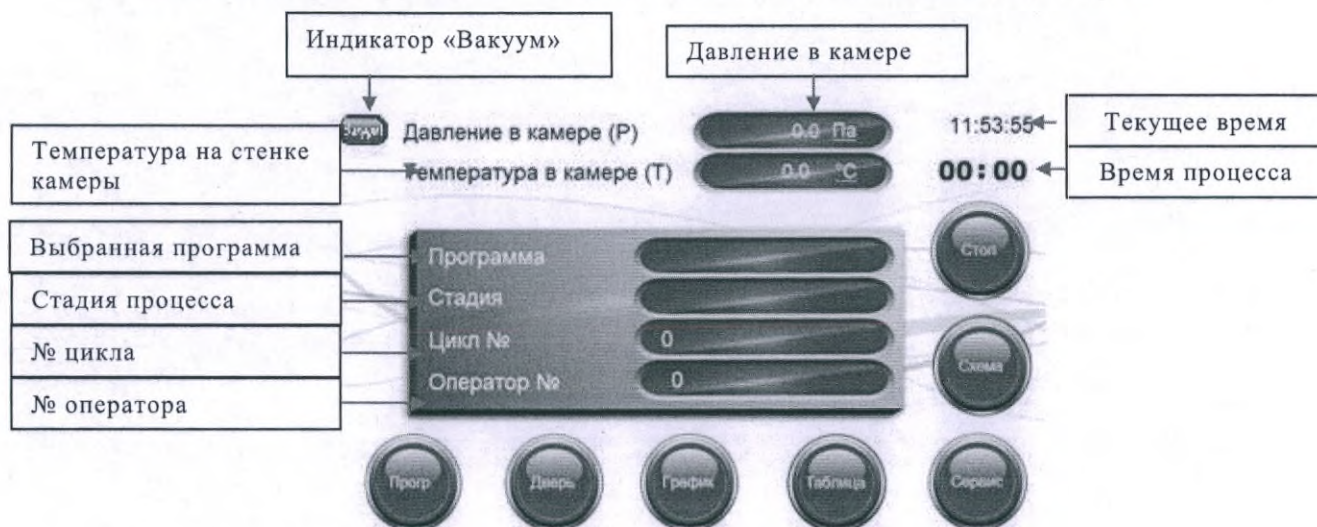 Индикатор «Вакуум»
Давление в камере
Давление в камере (P)
0.0 Па
11:53:55
Текущее время
Температура на стенке
камеры
Температура в камере (T)
0.0 °C
00:00
Время процесса
Выбранная программа
Программа
Стоп
Стадия процесса
Стадия
№ цикла
Цикл №
0
Схема
№ оператора
Оператор №
0
Прогр
Дверь
График
Таблица
Сервис